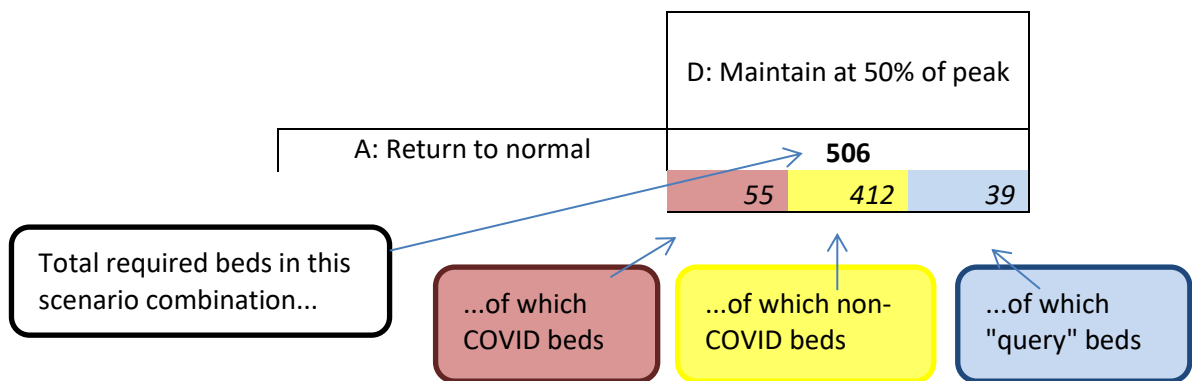 D: Maintain at 50% of peak
A: Return to normal
506
55 412 39
Total required beds in this
scenario combination...
...of which
COVID beds
...of which non-
COVID beds
...of which
"query" beds